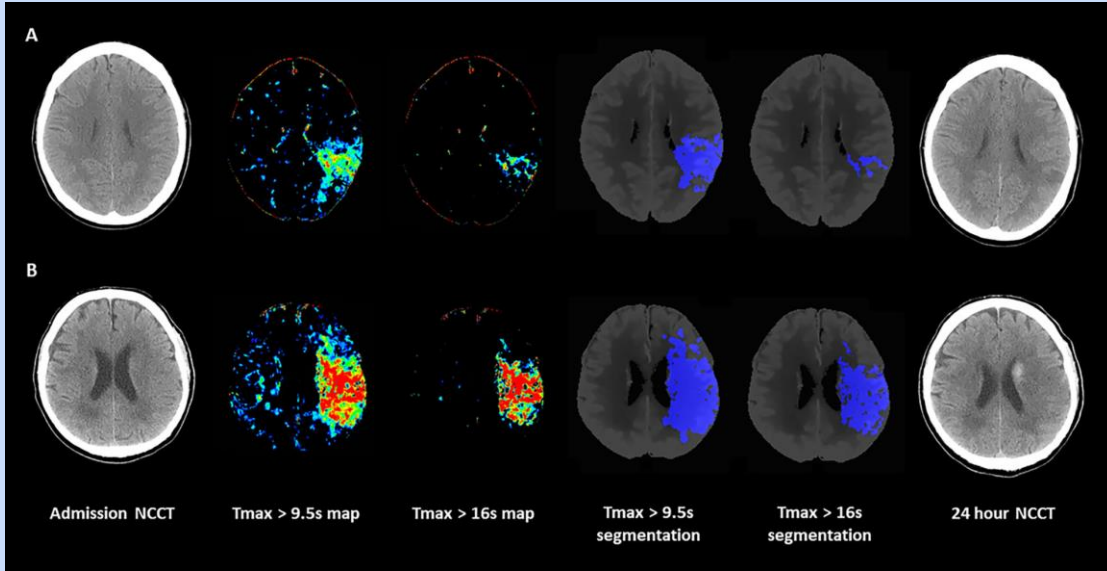 A
B
Admission NCCT
Tmax > 9.5s map
Tmax > 16s map
Tmax > 9.5s
segmentation
Tmax > 16s
segmentation
24 hour NCCT